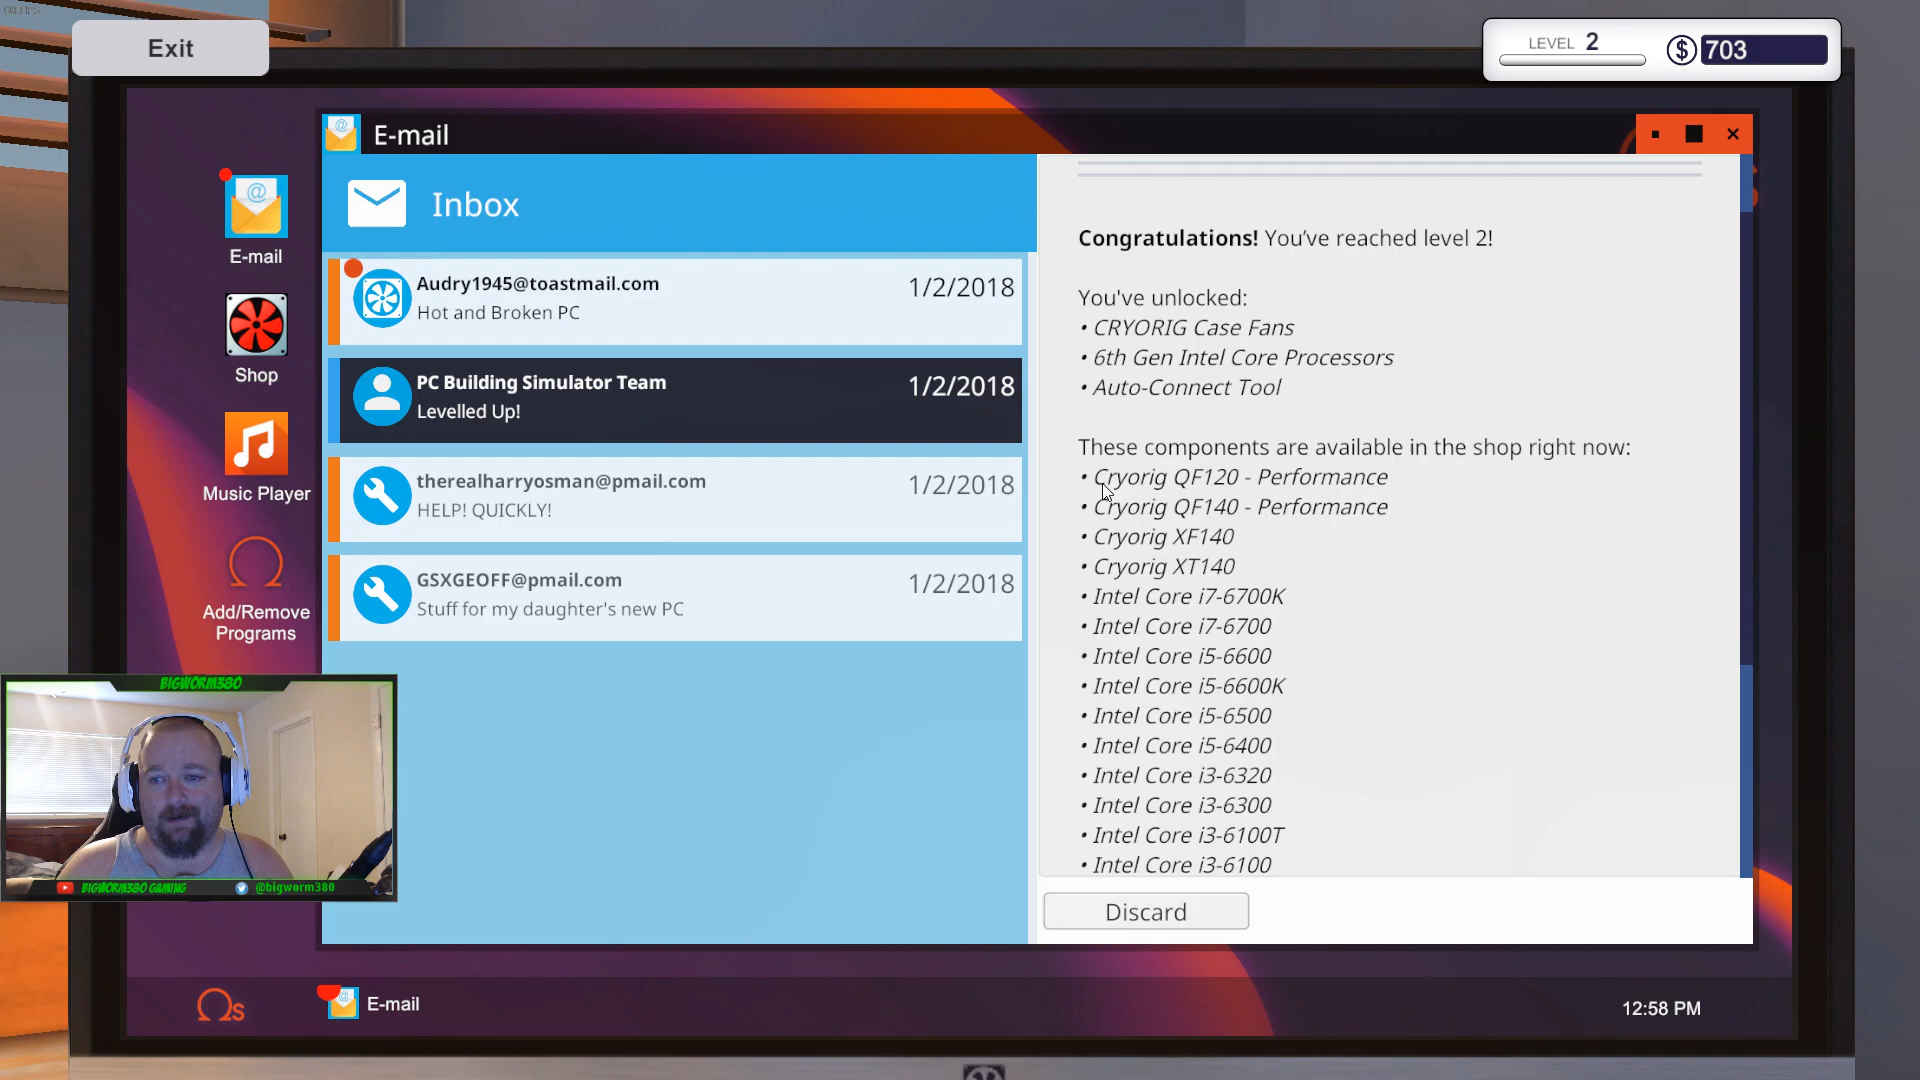 Exit
LEVEL 2
$ 703
E-mail
Inbox
E-mail
Shop
Music Player
Add/Remove
Programs
Audry1945@toastmail.com
1/2/2018
Hot and Broken PC
PC Building Simulator Team
1/2/2018
Levelled Up!
therealharryosman@pmail.com
1/2/2018
HELP! QUICKLY!
GSXGEOFF@pmail.com
1/2/2018
Stuff for my daughter's new PC
Congratulations! You've reached level 2!
You've unlocked:
• CRYORIG Case Fans
• 6th Gen Intel Core Processors
• Auto-Connect Tool
These components are available in the shop right now:
• Cryorig QF120 - Performance
• Cryorig QF140 - Performance
• Cryorig XF140
• Cryorig XT140
• Intel Core i7-6700K
• Intel Core i7-6700
• Intel Core i5-6600
• Intel Core i5-6600K
• Intel Core i5-6500
• Intel Core i5-6400
• Intel Core i3-6320
• Intel Core i3-6300
• Intel Core i3-6100T
• Intel Core i3-6100
Discard
BIGWORM380
BIGWORM380 GAMING
@bigworm380
Ωs
E-mail
12:58 PM